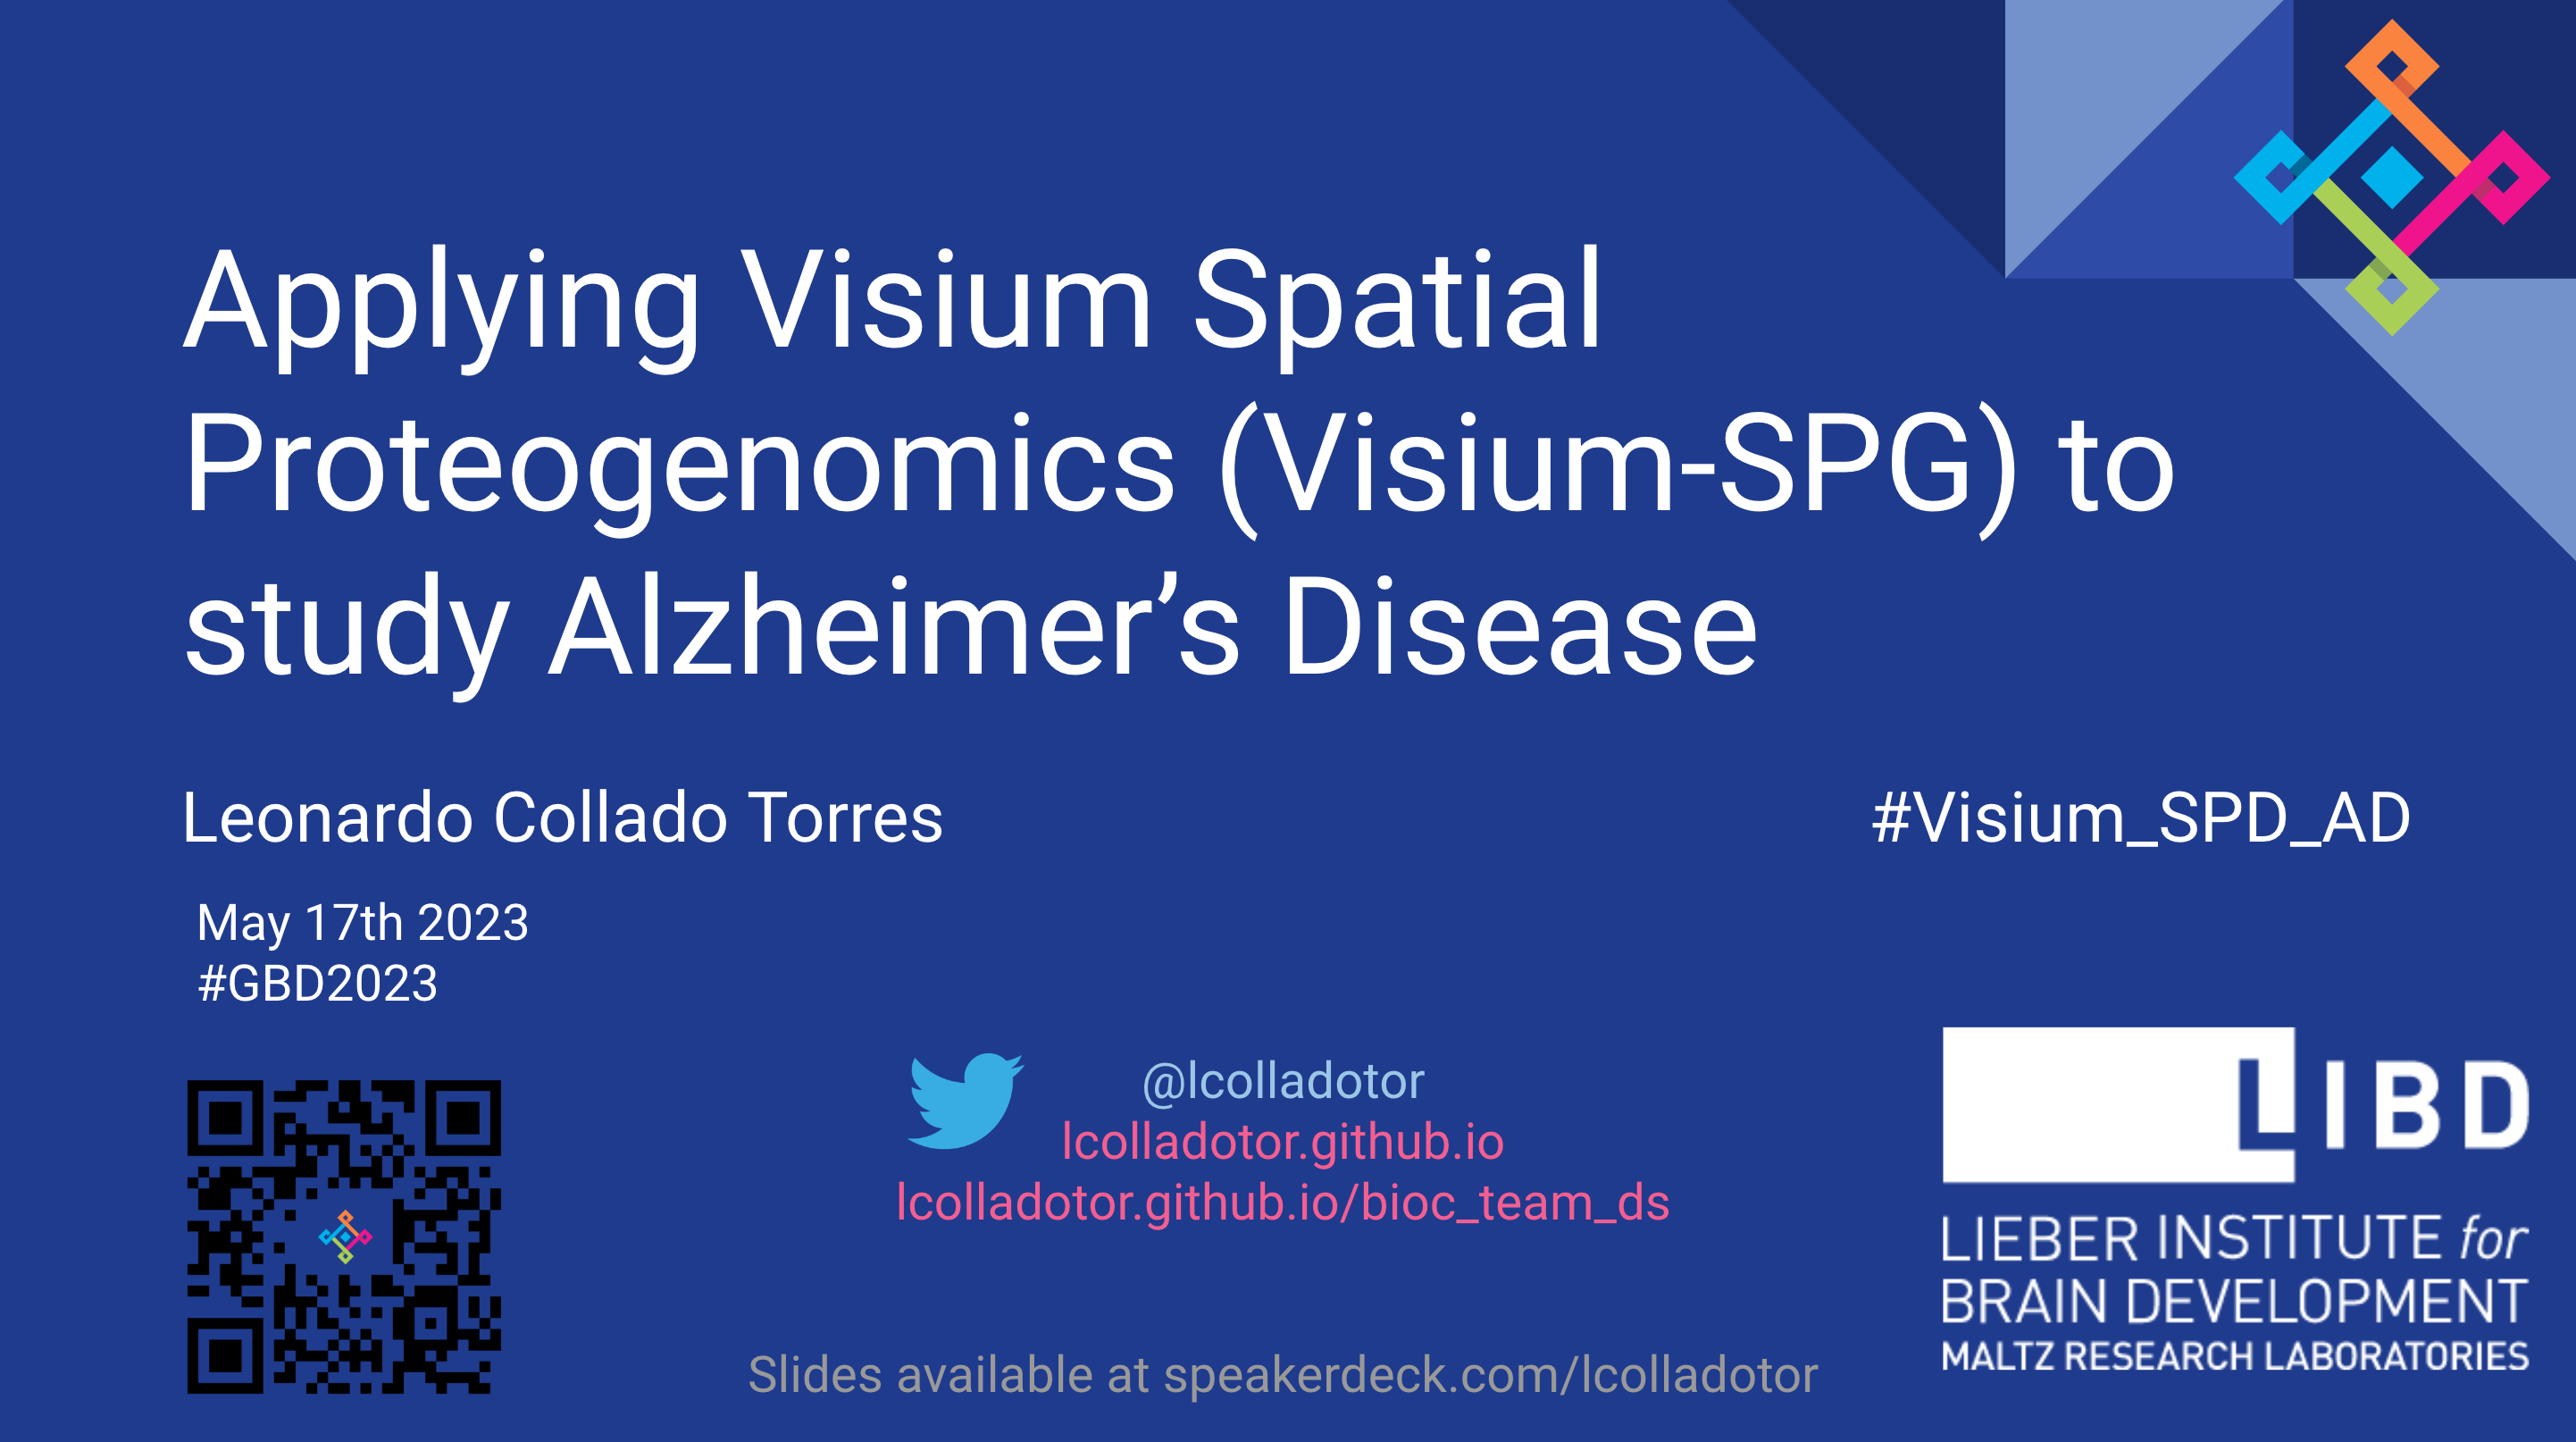 Applying Visium Spatial
Proteogenomics (Visium-SPG) to
study Alzheimer’s Disease
Leonardo Collado Torres
#Visium_SPD_AD
May 17th 2023
#GBD2023
@lcolladotor
lcolladotor.github.io
lcolladotor.github.io/bioc_team_ds
Slides available at speakerdeck.com/lcolladotor
LIBD
LIEBER INSTITUTE for
BRAIN DEVELOPMENT
MALTZ RESEARCH LABORATORIES